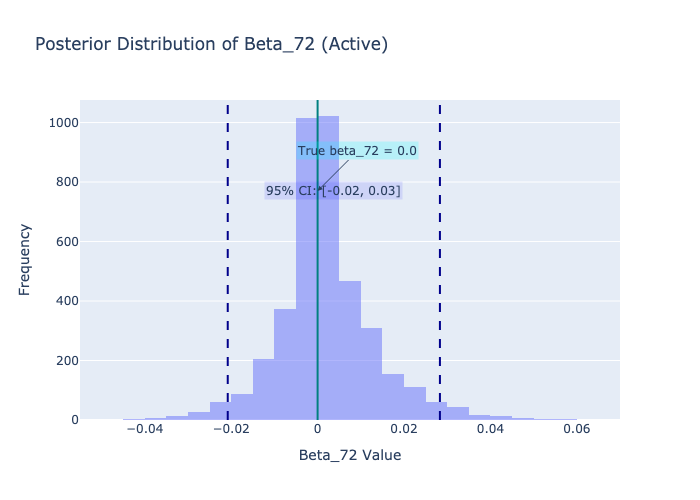 Posterior Distribution of Beta_72 (Active)
1000
True beta_72 = 0.0
800
95% CI: [-0.02, 0.03]
600
400
200
0
Frequency
−0.04 −0.02 0 0.02 0.04 0.06
Beta_72 Value